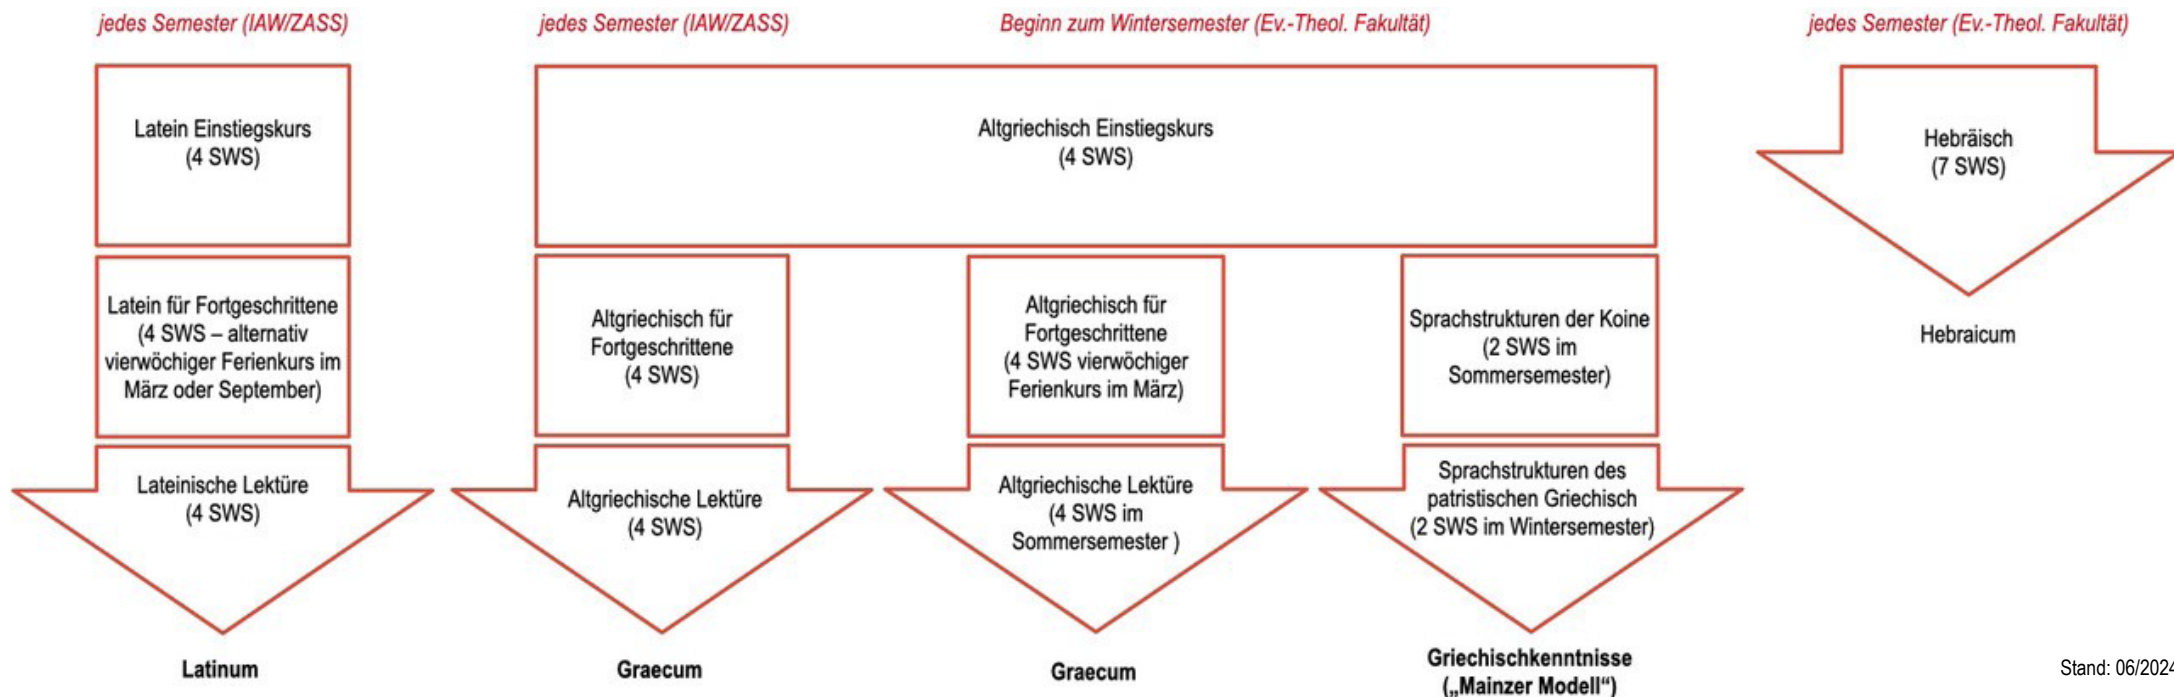 jedes Semester (IAW/ZASS)
jedes Semester (IAW/ZASS)
Beginn zum Wintersemester (Ev.-Theol. Fakultät)
jedes Semester (Ev.-Theol. Fakultät)
Latein Einstiegskurs
(4 SWS)
Altgriechisch Einstiegskurs
(4 SWS)
Hebräisch
(7 SWS)
Latein für Fortgeschrittene
(4 SWS – alternativ
vierwöchiger Ferienkurs im
März oder September)
Altgriechisch für
Fortgeschrittene
(4 SWS)
Altgriechisch für
Fortgeschrittene
(4 SWS vierwöchiger
Ferienkurs im März)
Sprachstrukturen der Koine
(2 SWS im
Sommersemester)
Hebraicum
Lateinische Lektüre
(4 SWS)
Altgriechische Lektüre
(4 SWS)
Altgriechische Lektüre
(4 SWS im
Sommersemester )
Sprachstrukturen des
patristischen Griechisch
(2 SWS im Wintersemester)
Latinum
Graecum
Graecum
Griechischkenntnisse
(„Mainzer Modell“)
Stand: 06/2024